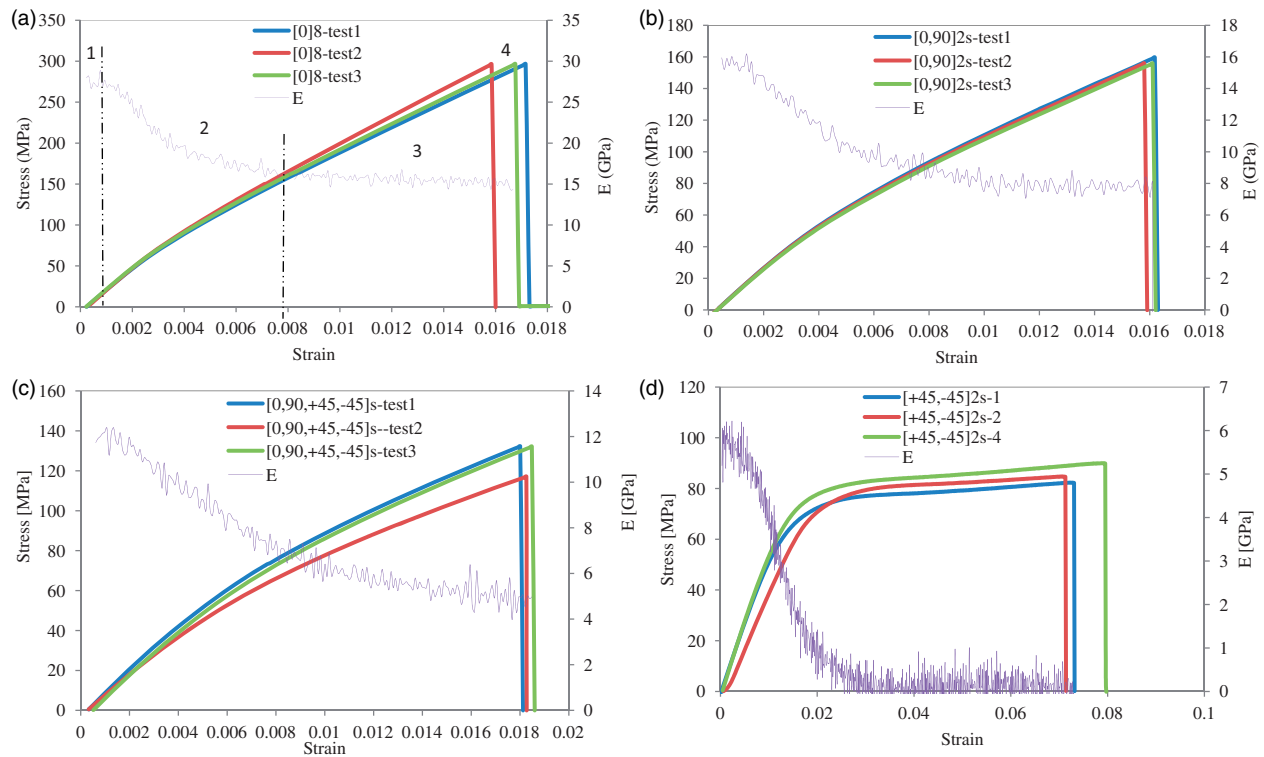 (a)
350
300
250
200
150
100
50
0
Stress (MPa)
[0]8-test1
[0]8-test2
[0]8-test3
E
1
2
3
4
35
30
25
20
15
10
5
0
E (GPa)
0 0.002 0.004 0.006 0.008 0.01 0.012 0.014 0.016 0.018
Strain
(b)
180
160
140
120
100
80
60
40
20
0
Stress (MPa)
[0,90]2s-test1
[0,90]2s-test2
[0,90]2s-test3
E
18
16
14
12
10
8
6
4
2
0
E (GPa)
0 0.002 0.004 0.006 0.008 0.01 0.012 0.014 0.016 0.018
Strain
(c)
160
140
120
100
80
60
40
20
0
Stress [MPa]
[0,90,+45,-45]s-test1
[0,90,+45,-45]s--test2
[0,90,+45,-45]s-test3
E
14
12
10
8
6
4
2
0
E [GPa]
0 0.002 0.004 0.006 0.008 0.01 0.012 0.014 0.016 0.018 0.02
Strain
(d)
120
100
80
60
40
20
0
Stress [MPa]
[+45,-45]2s-1
[+45,-45]2s-2
[+45,-45]2s-4
E
7
6
5
4
3
2
1
0
E [GPa]
0 0.02 0.04 0.06 0.08 0.1
Strain